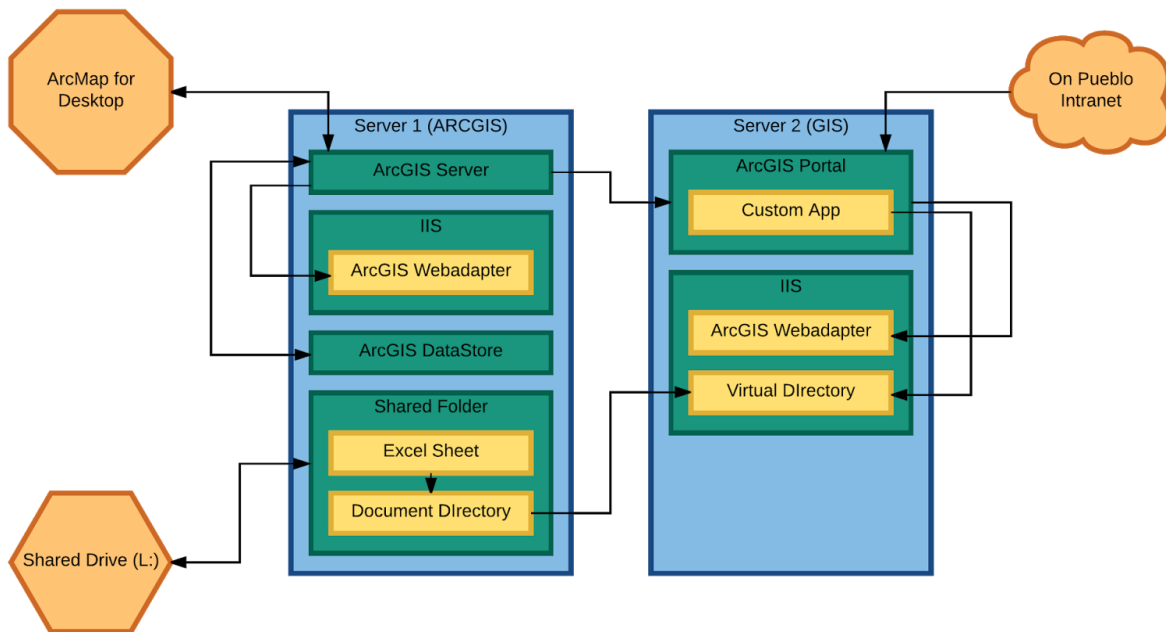 ArcMap for
Desktop
On Pueblo
Intranet
Server 1 (ARCGIS)
ArcGIS Server
IIS
ArcGIS Webadapter
ArcGIS DataStore
Shared Folder
Excel Sheet
Document DIrectory
Server 2 (GIS)
ArcGIS Portal
Custom App
IIS
ArcGIS Webadapter
Virtual DIrectory
Shared Drive (L:)